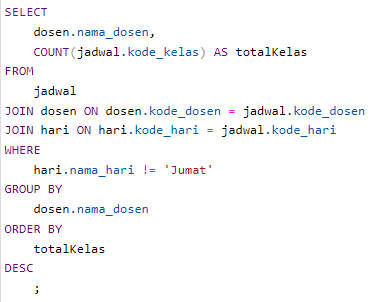 SELECT
    dosen.nama_dosen,
    COUNT(jadwal.kode_kelas) AS totalKelas
FROM
    jadwal
JOIN dosen ON dosen.kode_dosen = jadwal.kode_dosen
JOIN hari ON hari.kode_hari = jadwal.kode_hari
WHERE
    hari.nama_hari != 'Jumat'
GROUP BY
    dosen.nama_dosen
ORDER BY
    totalKelas
DESC
    ;